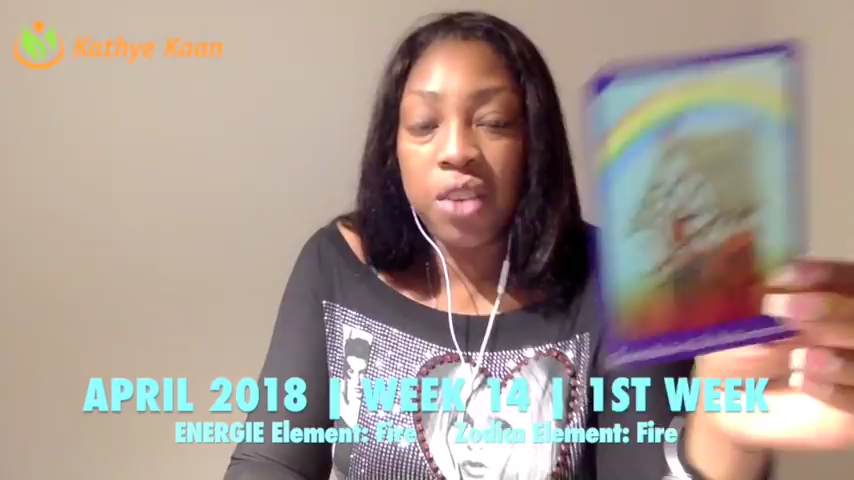 Kathye Kaan
APRIL 2018 | WEEK 14 | 1ST WEEK
ENERGIE Element: Fire Zodica Element: Fire